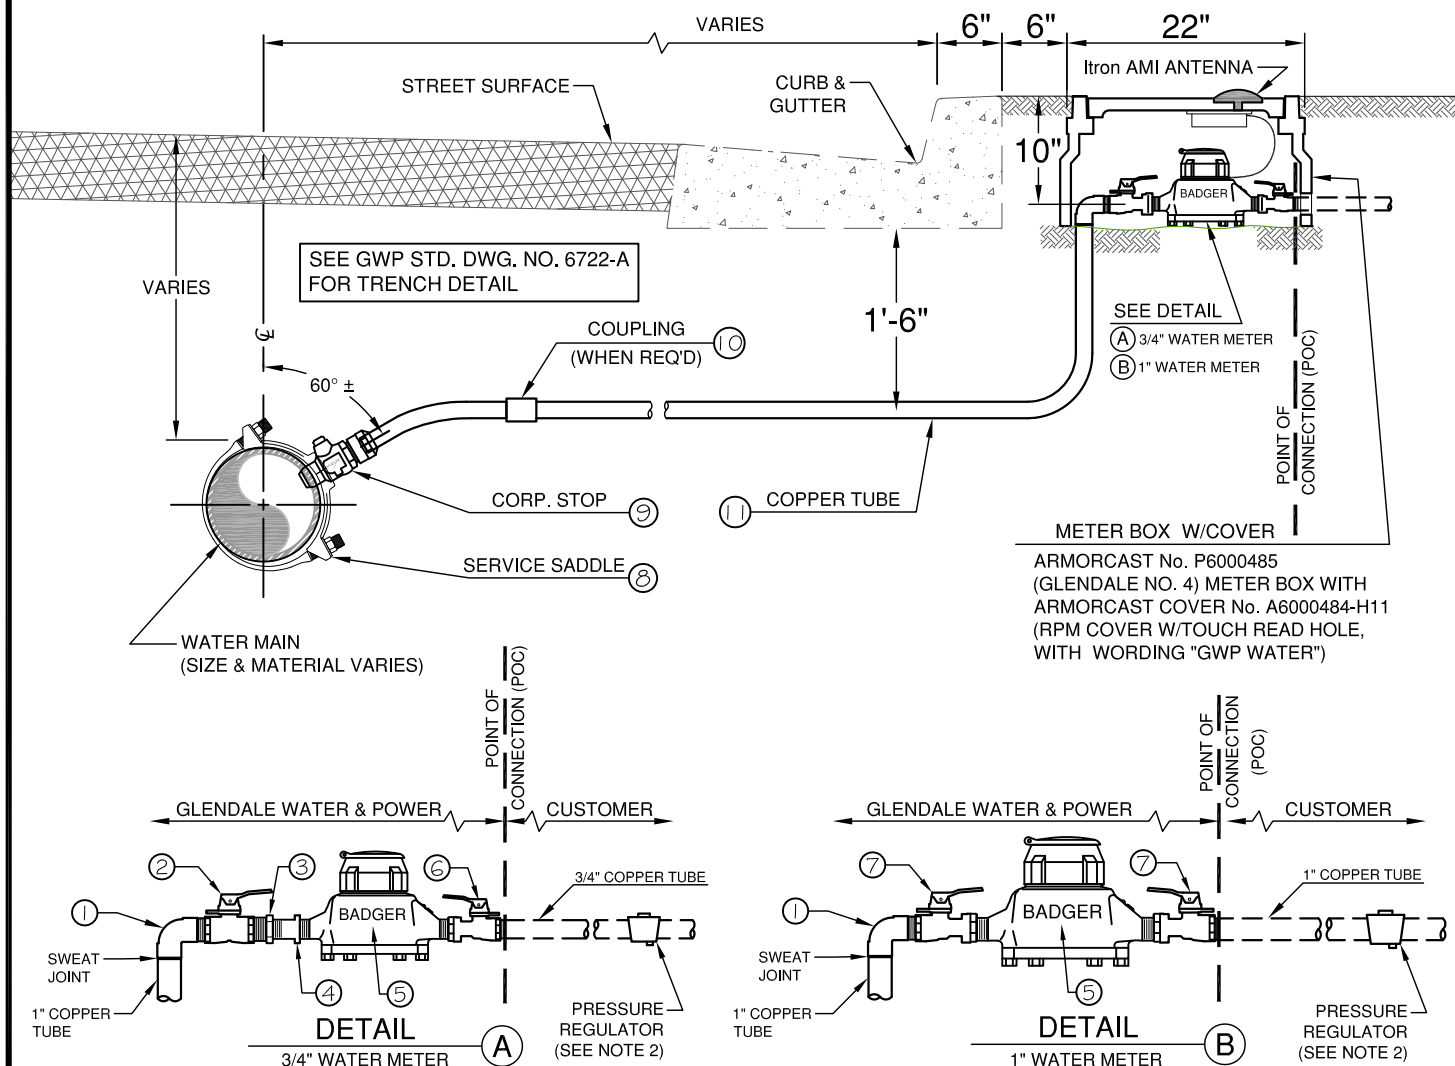 VARIES
6" 6" 22"
STREET SURFACE
CURB &
GUTTER
Itron AMI ANTENNA
10"
BADGER
SEE GWP STD. DWG. NO. 6722-A
FOR TRENCH DETAIL
VARIES
1'-6"
COUPLING
(WHEN REQ'D)
10
60° ±
SEE DETAIL
A 3/4" WATER METER
B 1" WATER METER
POINT OF
CONNECTION (POC)
CORP. STOP 9
11 COPPER TUBE
SERVICE SADDLE 8
WATER MAIN
(SIZE & MATERIAL VARIES)
METER BOX W/COVER
ARMORCAST No. P6000485
(GLENDALE NO. 4) METER BOX WITH
ARMORCAST COVER No. A6000484-H11
(RPM COVER W/TOUCH READ HOLE,
WITH WORDING "GWP WATER")
POINT OF
CONNECTION (POC)
GLENDALE WATER & POWER
CUSTOMER
2
3
6
1
3/4" COPPER TUBE
BADGER
SWEAT
JOINT
4
5
1" COPPER
TUBE
PRESSURE
REGULATOR
(SEE NOTE 2)
DETAIL
A
3/4" WATER METER
POINT OF
CONNECTION
(POC)
GLENDALE WATER & POWER
CUSTOMER
7
7
1
1" COPPER TUBE
BADGER
SWEAT
JOINT
5
1" COPPER
TUBE
PRESSURE
REGULATOR
(SEE NOTE 2)
DETAIL
B
1" WATER METER